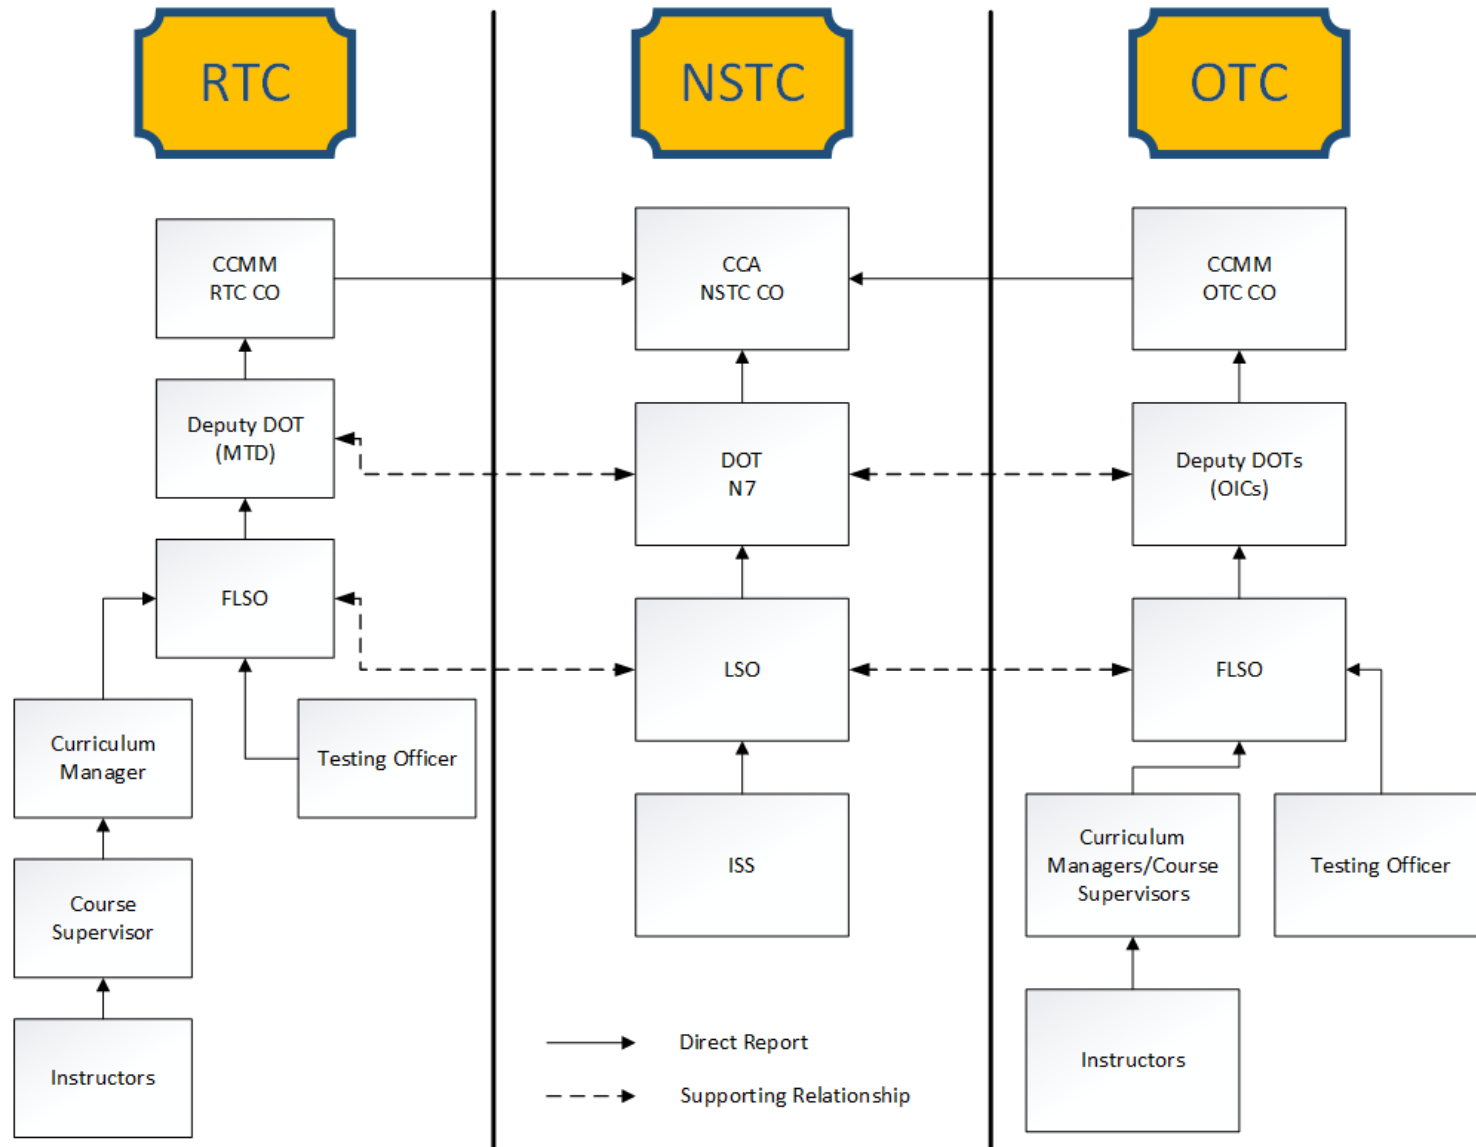 RTC
NSTC
OTC
CCMM
RTC CO
CCA
NSTC CO
CCMM
OTC CO
Deputy DOT
(MTD)
DOT
N7
Deputy DOTs
(OICs)
FLSO
LSO
FLSO
Curriculum
Manager
Testing Officer
ISS
Curriculum
Managers/Course
Supervisors
Testing Officer
Course
Supervisor
Instructors
Instructors
Direct Report
Supporting Relationship